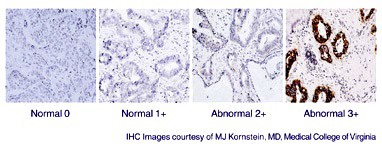 Normal 0 Normal 1+ Abnormal 2+ Abnormal 3+
IHC Images courtesy of MJ Kornstein, MD, Medical College of Virginia